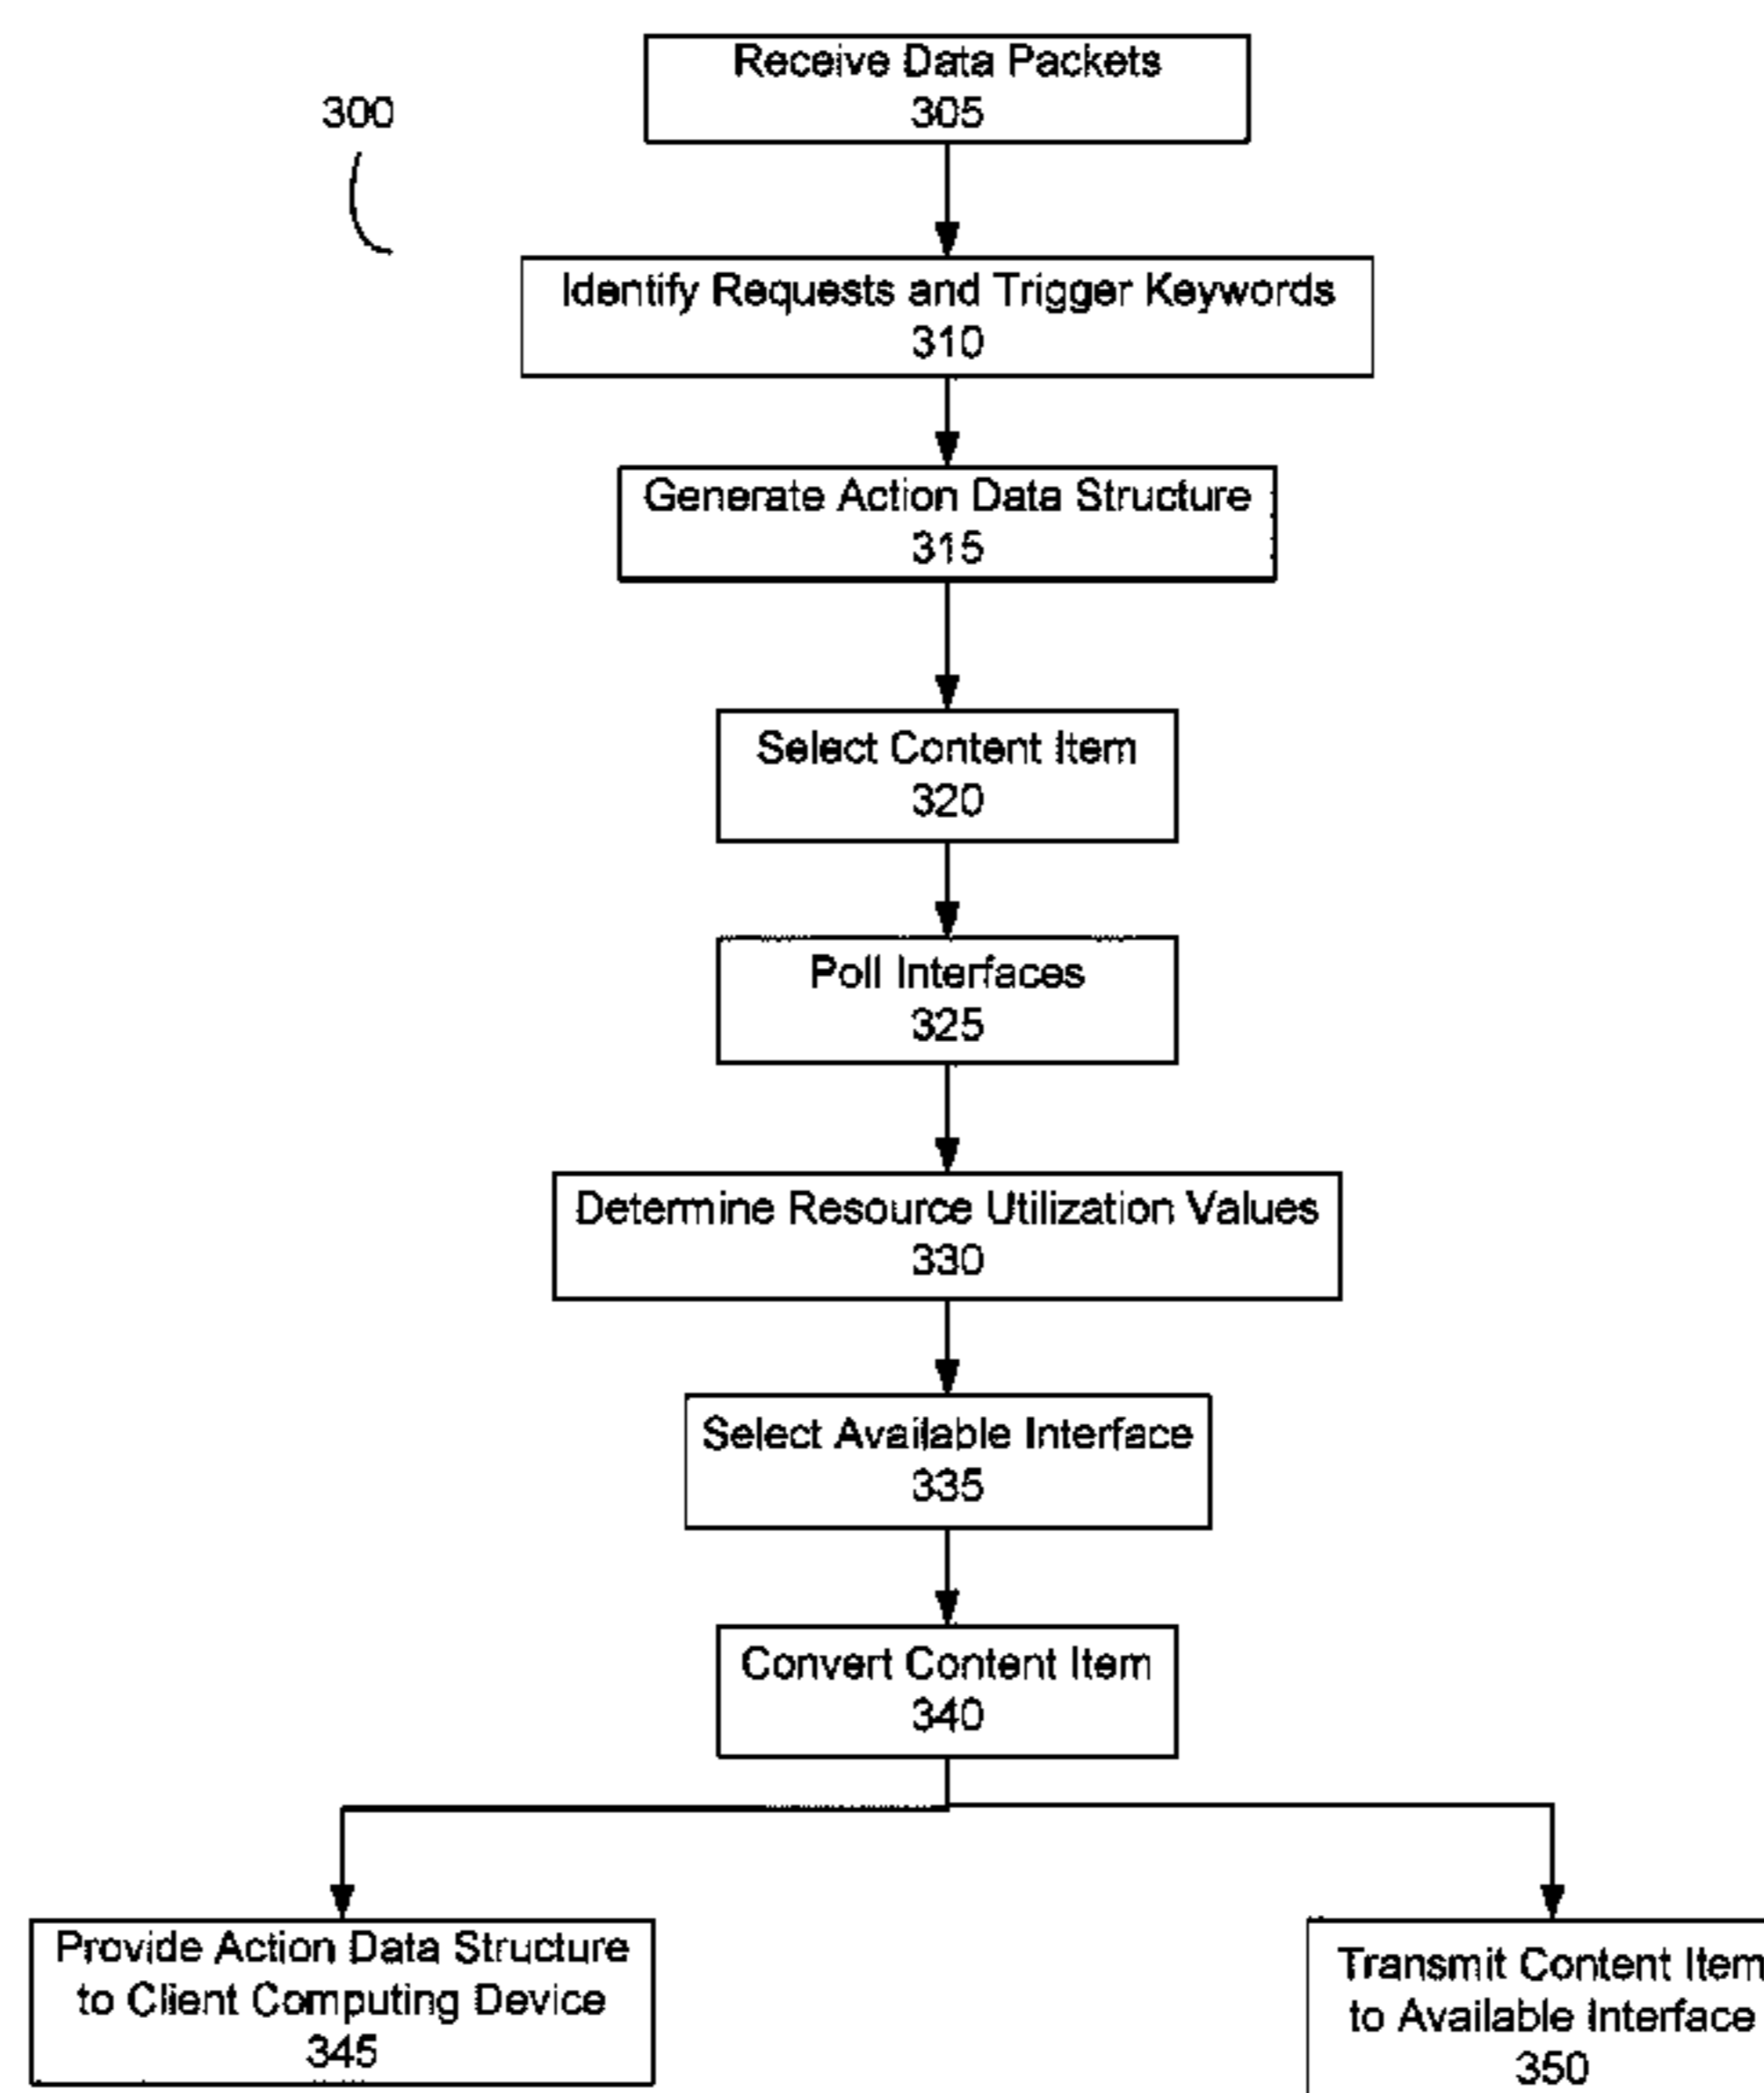 Receive Data Packets
305
300
Identify Requests and Trigger Keywords
310
Generate Action Data Structure
315
Select Content Item
320
Poll Interfaces
325
Determine Resource Utilization Values
330
Select Available Interface
335
Convert Content Item
340
Provide Action Data Structure
to Client Computing Device
345
Transmit Content Item
to Available Interface
350